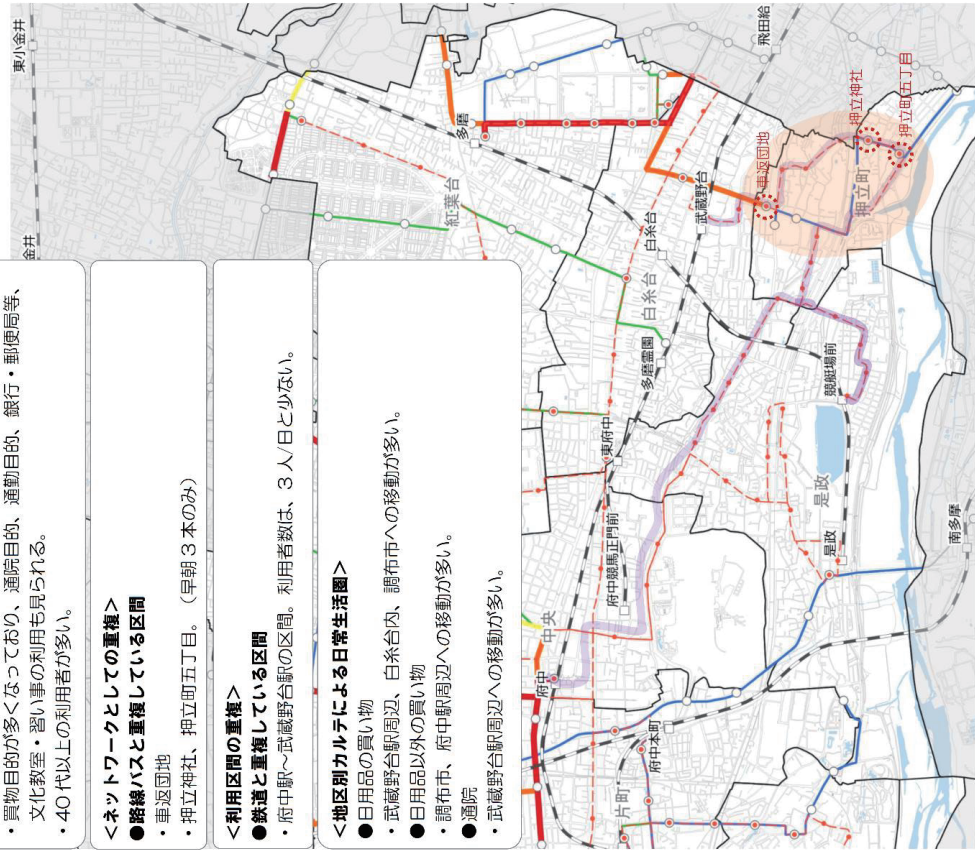 ・買物目的が多くなっており、通院目的、通勤目的、銀行・郵便局等、
文化教室・習い事の利用も見られる。
・40代以上の利用者が多い。
<ネットワークとしての重複>
●路線バスと重複している区間
・車返団地
・押立神社、押立町五丁目。（早朝3本のみ）
<利用区間の重複>
●鉄道と重複している区間
・府中駅～武蔵野台駅の区間。利用者数は、3人/日と少ない。
<地区別カルテによる日常生活圏>
●日用品の買い物
・武蔵野台駅周辺、白糸台内、調布市への移動が多い。
●日用品以外の買い物
・調布市、府中駅周辺への移動が多い。
●通院
・武蔵野台駅周辺への移動が多い。
東小金井
金井
多磨
紅葉台
飛田給
車返団地
押立神社
押立町五丁目
押立町
武蔵野台
白糸台
白糸台
多磨霊園
競艇場前
東府中
是政
是政
府中競馬正門前
中央
府中
府中本町
片町
南多摩